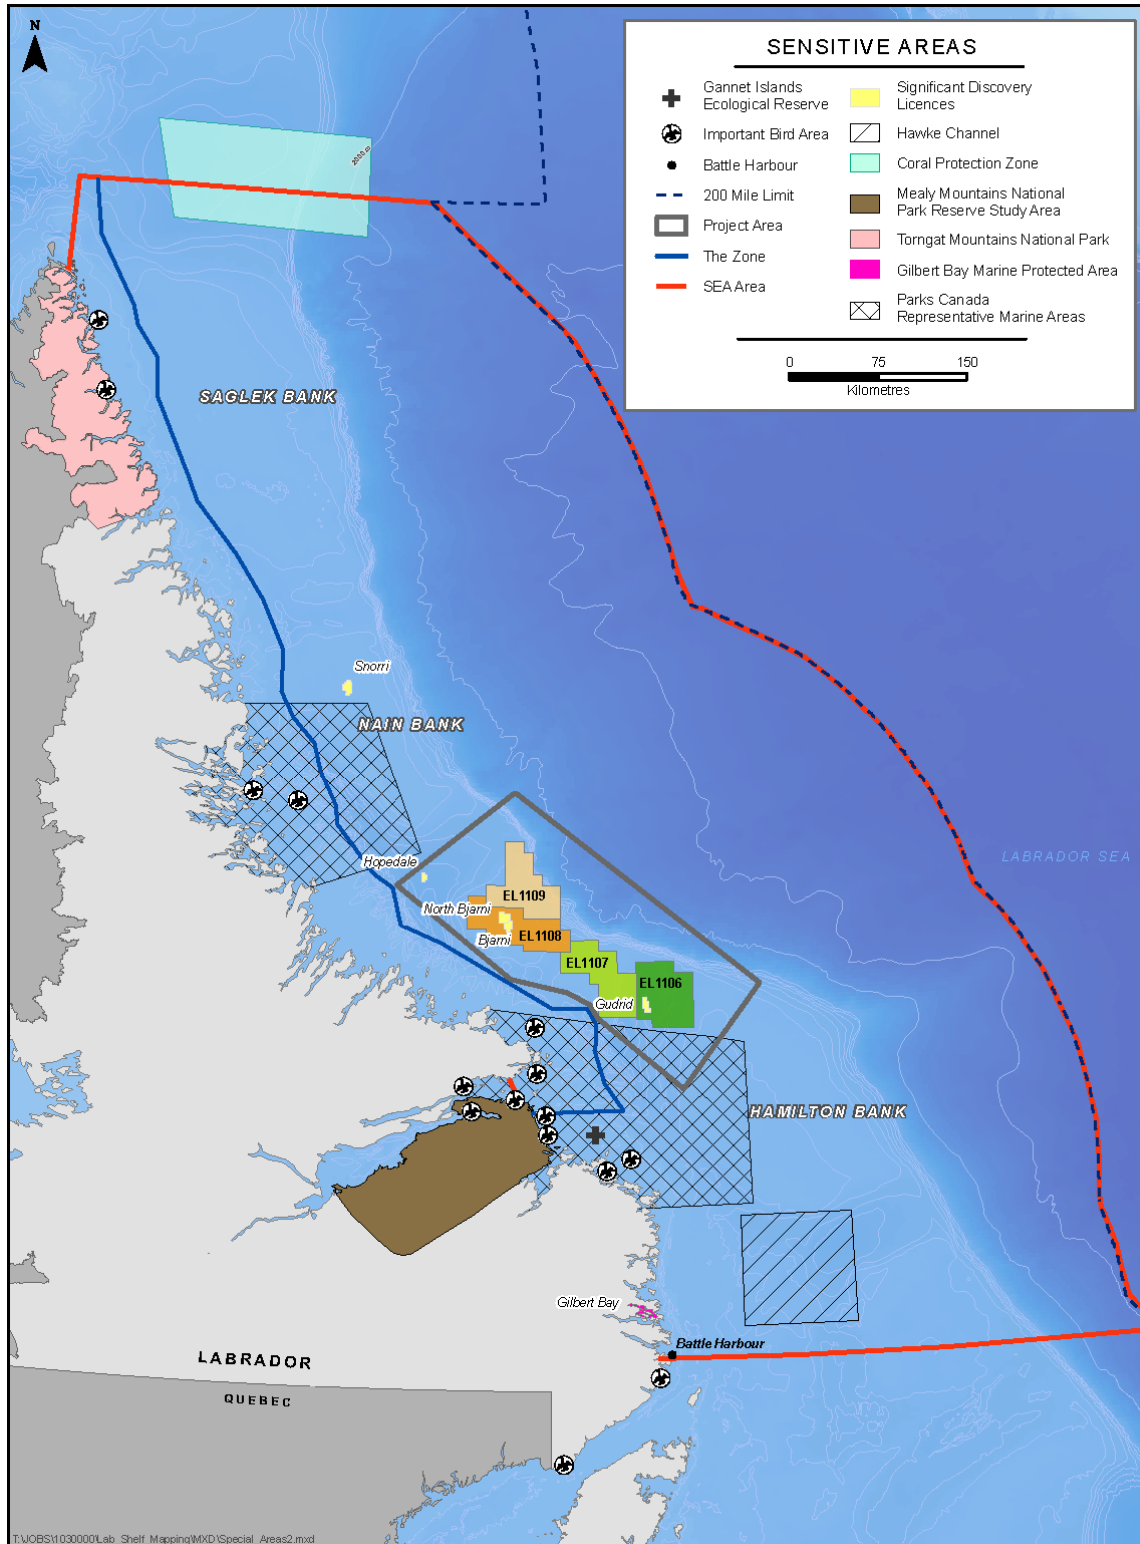 N
SENSITIVE AREAS
Gannet Islands
Ecological Reserve
Important Bird Area
Battle Harbour
200 Mile Limit
Project Area
The Zone
SEA Area
Significant Discovery
Licences
Hawke Channel
Coral Protection Zone
Mealy Mountains National
Park Reserve Study Area
Torngat Mountains National Park
Gilbert Bay Marine Protected Area
Parks Canada
Representative Marine Areas
0 75 150
Kilometres
2000 m
SAGLEK BANK
Snorri
NAIN BANK
LABRADOR SEA
Hopedale
EL1109
North Bjarni
EL1108
Bjarni
EL1107
EL1106
Gudrid
HAMILTON BANK
Gilbert Bay
Battle Harbour
LABRADOR
QUEBEC
T:\JOBS\1030000\Lab_Shelf_Mapping\MXD\Special_Areas2.mxd